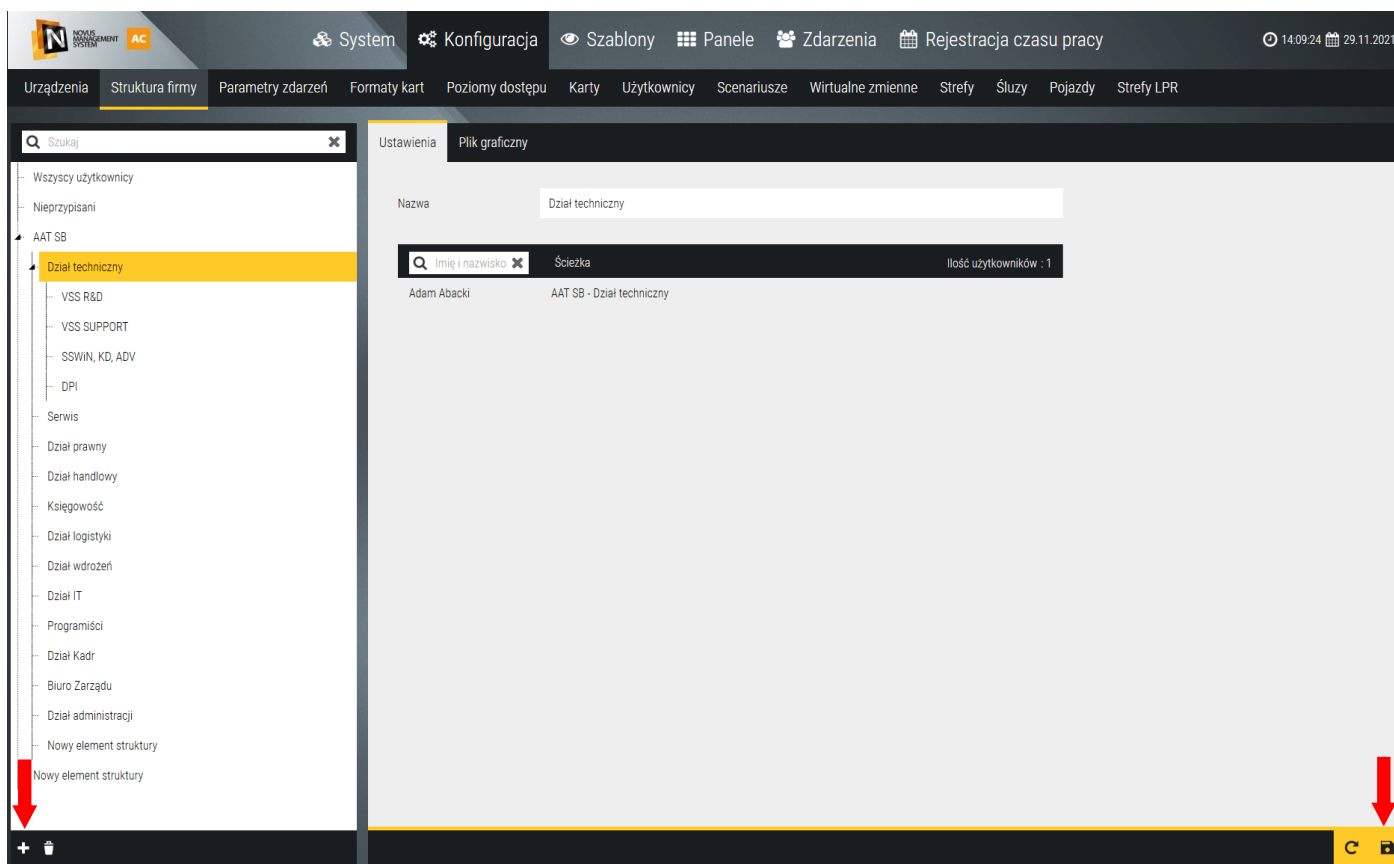 NOVUS
MANAGEMENT
SYSTEM
AC
System Konfiguracja Szablony Panele Zdarzenia Rejestracja czasu pracy 14:09:24 29.11.2021
Urządzenia Struktura firmy Parametry zdarzeń Formaty kart Poziomy dostępu Karty Użytkownicy Scenariusze Wirtualne zmienne Strefy Śluzy Pojazdy Strefy LPR
Szukaj
Wszyscy użytkownicy
Nieprzypisani
AAT SB
Dział techniczny
VSS R&D
VSS SUPPORT
SSWiN, KD, ADV
DPI
Serwis
Dział prawny
Dział handlowy
Księgowość
Dział logistyki
Dział wdrożeń
Dział IT
Programiści
Dział Kadr
Biuro Zarządu
Dział administracji
Nowy element struktury
Nowy element struktury
Ustawienia Plik graficzny
Nazwa Dział techniczny
Imię i nazwisko Ścieżka Ilość użytkowników : 1
Adam Abacki AAT SB - Dział techniczny